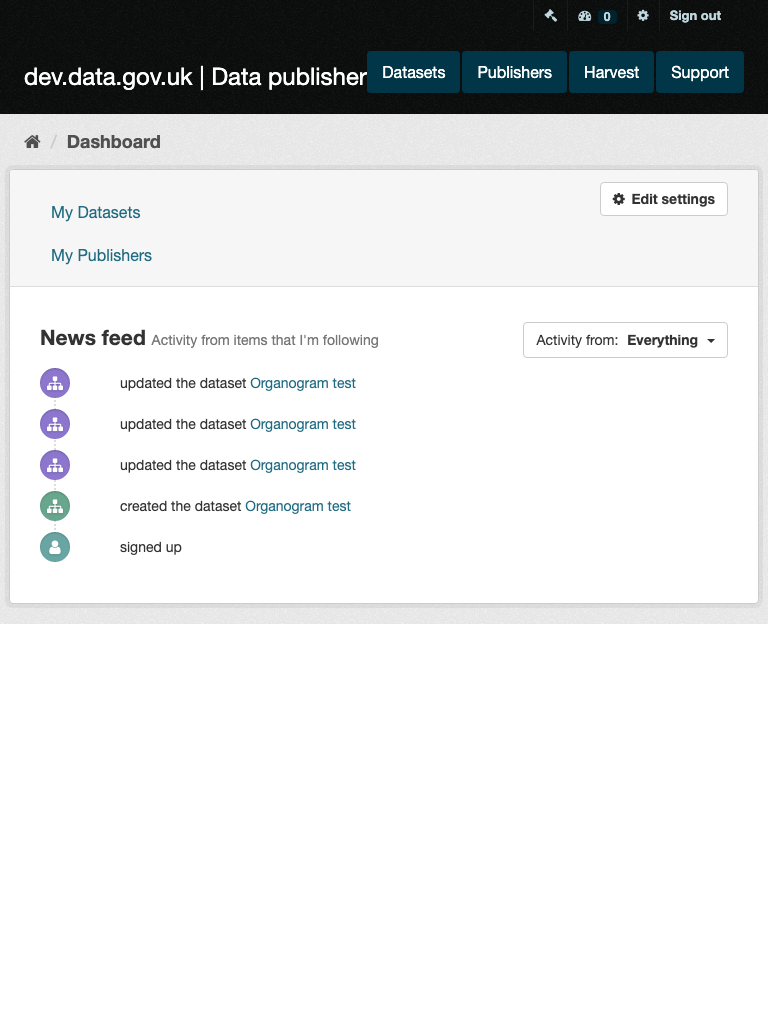 0 Sign out
dev.data.gov.uk | Data publisher Datasets Publishers Harvest Support
/ Dashboard
My Datasets
Edit settings
My Publishers
News feed Activity from items that I'm following
Activity from: Everything
updated the dataset Organogram test
updated the dataset Organogram test
updated the dataset Organogram test
created the dataset Organogram test
signed up